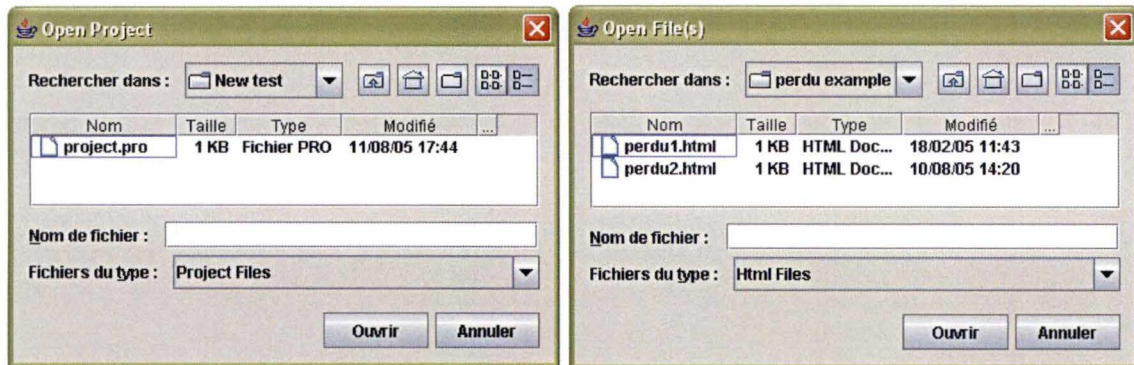 Open Project
Rechercher dans : New test
Nom Taille Type Modifié ...
project.pro 1 KB Fichier PRO 11/08/05 17:44
Nom de fichier :
Fichiers du type : Project Files
Ouvrir Annuler
Open File(s)
Rechercher dans : perdu example
Nom Taille Type Modifié ...
perdu1.html 1 KB HTML Doc... 18/02/05 11:43
perdu2.html 1 KB HTML Doc... 10/08/05 14:20
Nom de fichier :
Fichiers du type : Html Files
Ouvrir Annuler